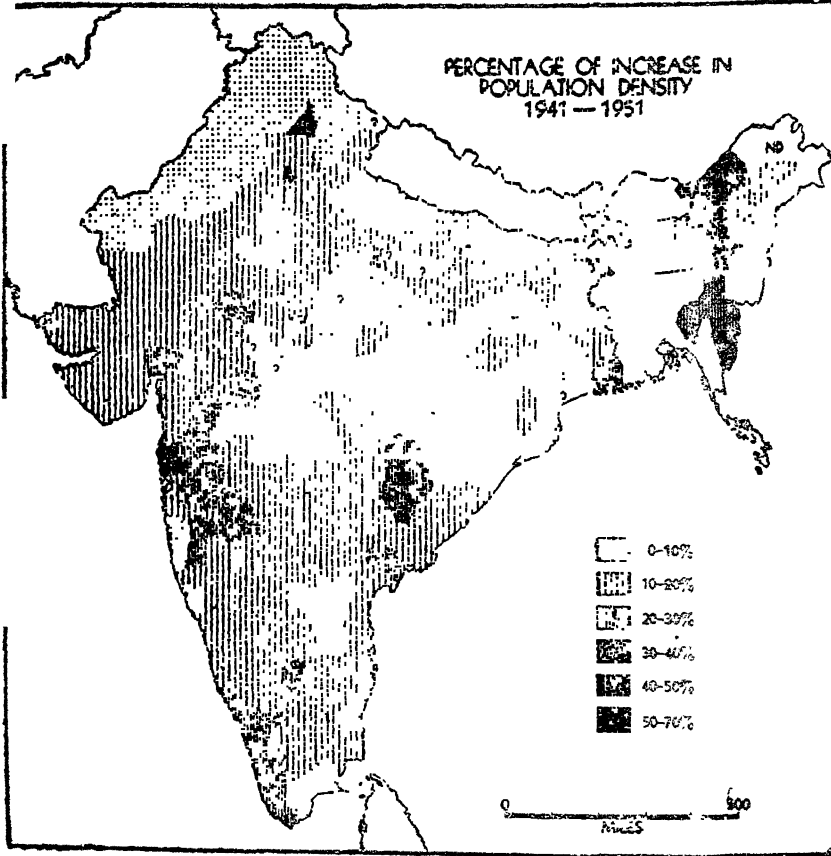 PERCENTAGE OF INCREASE IN
POPULATION DENSITY
1941 — 1951
ND
?
?
?
?
?
?
0-10%
10-20%
20-30%
30-40%
40-50%
50-70%
0
MILES